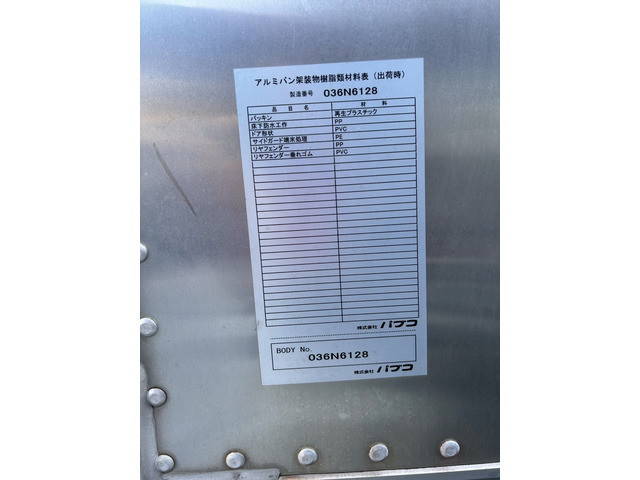 アルミバン架装物樹脂類材料表（出荷時）
製造番号 036N6128
品目名 材料
パッキン 再生プラスチック
床下防水工作 PP
ドア形状 PVC
サイドガード端末処理 PE
リヤフェンダー PP
リヤフェンダー垂れゴム PVC
株式会社 パブコ
BODY No. 036N6128
株式会社 パブコ